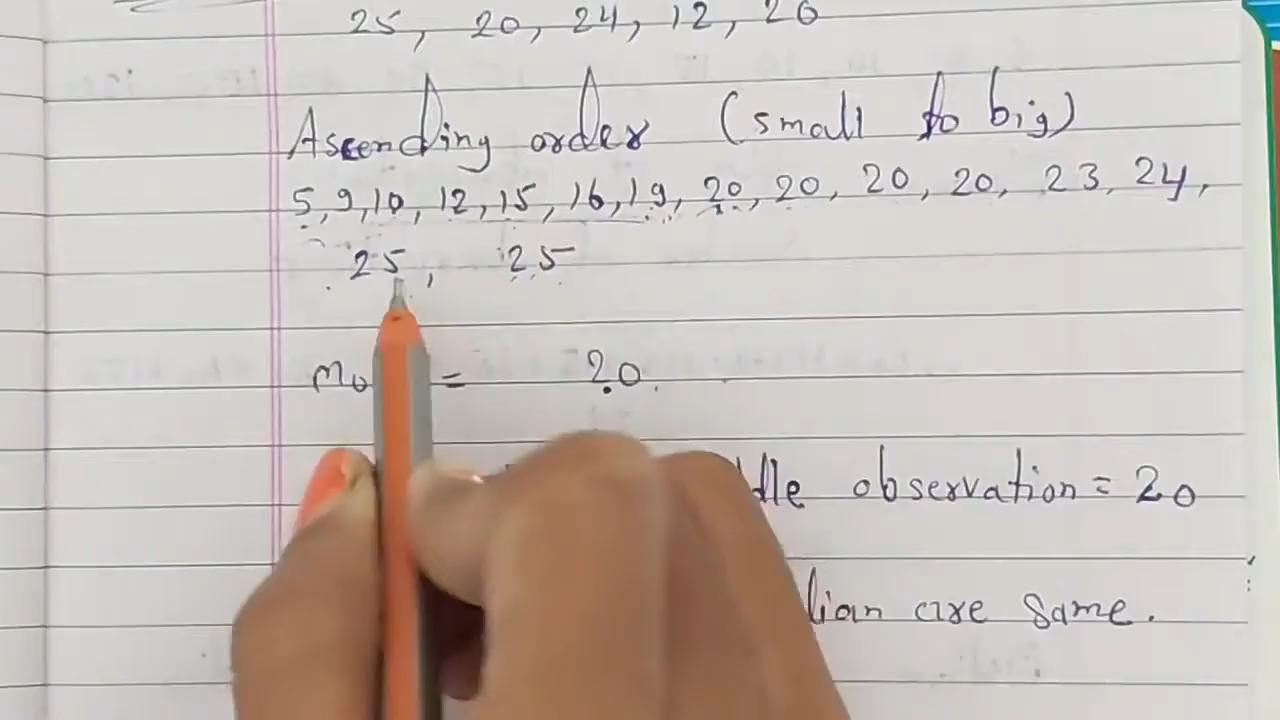 25, 20, 24, 12, 20
Ascending order (small to big)
5, 9, 10, 12, 15, 16, 19, 20, 20, 20, 20, 23, 24,
25, 25
= 20
observation = 20
are same.